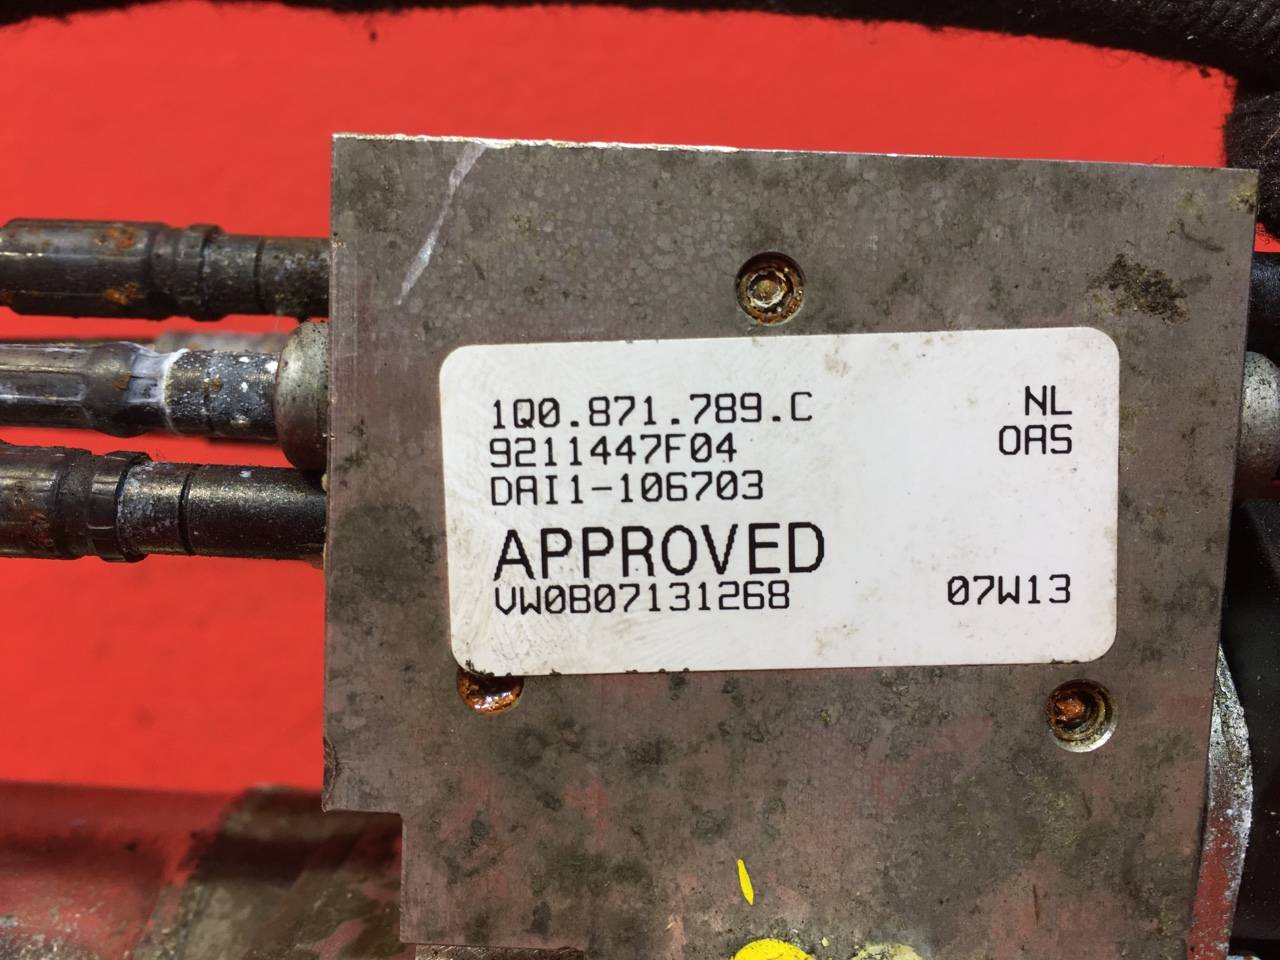 1Q0.871.789.C NL
9211447F04 OAS
DAI1-106703
APPROVED
VW0B07131268 07W13